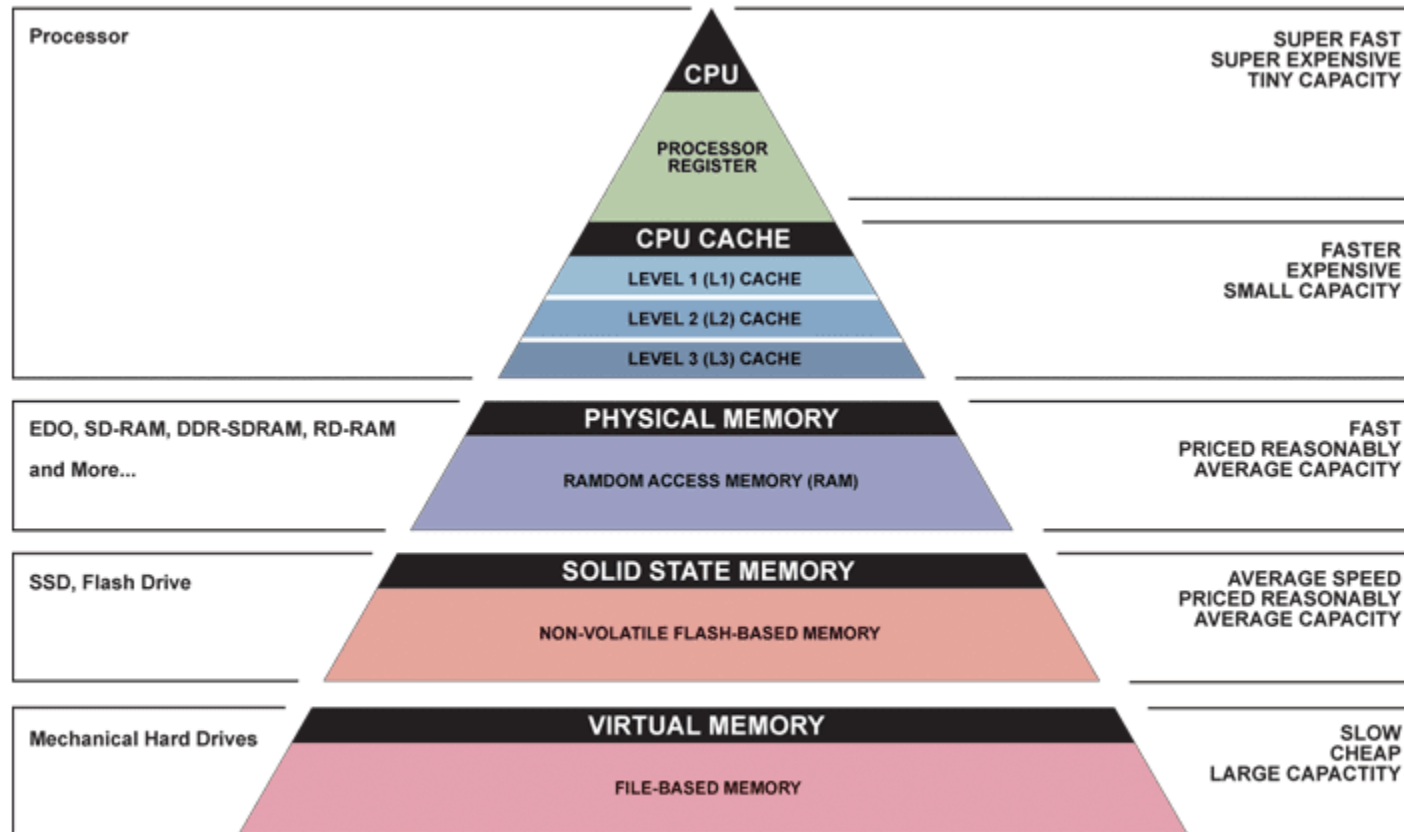 Processor
CPU
SUPER FAST
SUPER EXPENSIVE
TINY CAPACITY
PROCESSOR
REGISTER
CPU CACHE
LEVEL 1 (L1) CACHE
LEVEL 2 (L2) CACHE
LEVEL 3 (L3) CACHE
FASTER
EXPENSIVE
SMALL CAPACITY
EDO, SD-RAM, DDR-SDRAM, RD-RAM
and More...
PHYSICAL MEMORY
RAMDOM ACCESS MEMORY (RAM)
FAST
PRICED REASONABLY
AVERAGE CAPACITY
SSD, Flash Drive
SOLID STATE MEMORY
NON-VOLATILE FLASH-BASED MEMORY
AVERAGE SPEED
PRICED REASONABLY
AVERAGE CAPACITY
Mechanical Hard Drives
VIRTUAL MEMORY
FILE-BASED MEMORY
SLOW
CHEAP
LARGE CAPACTITY